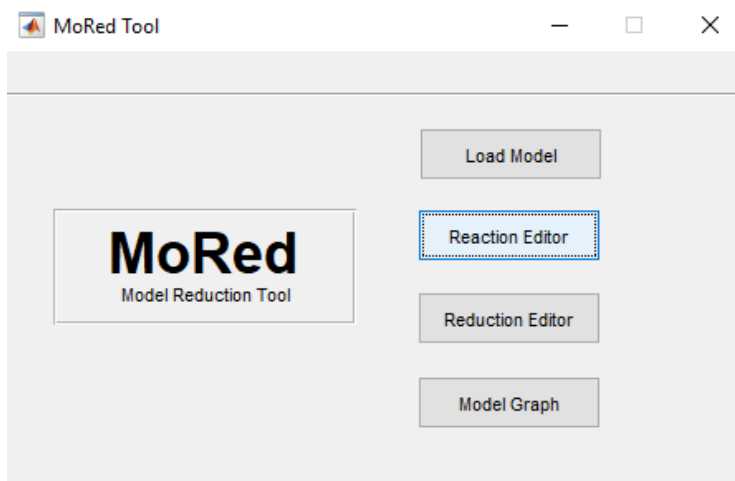 MoRed Tool
Load Model
Reaction Editor
MoRed
Model Reduction Tool
Reduction Editor
Model Graph